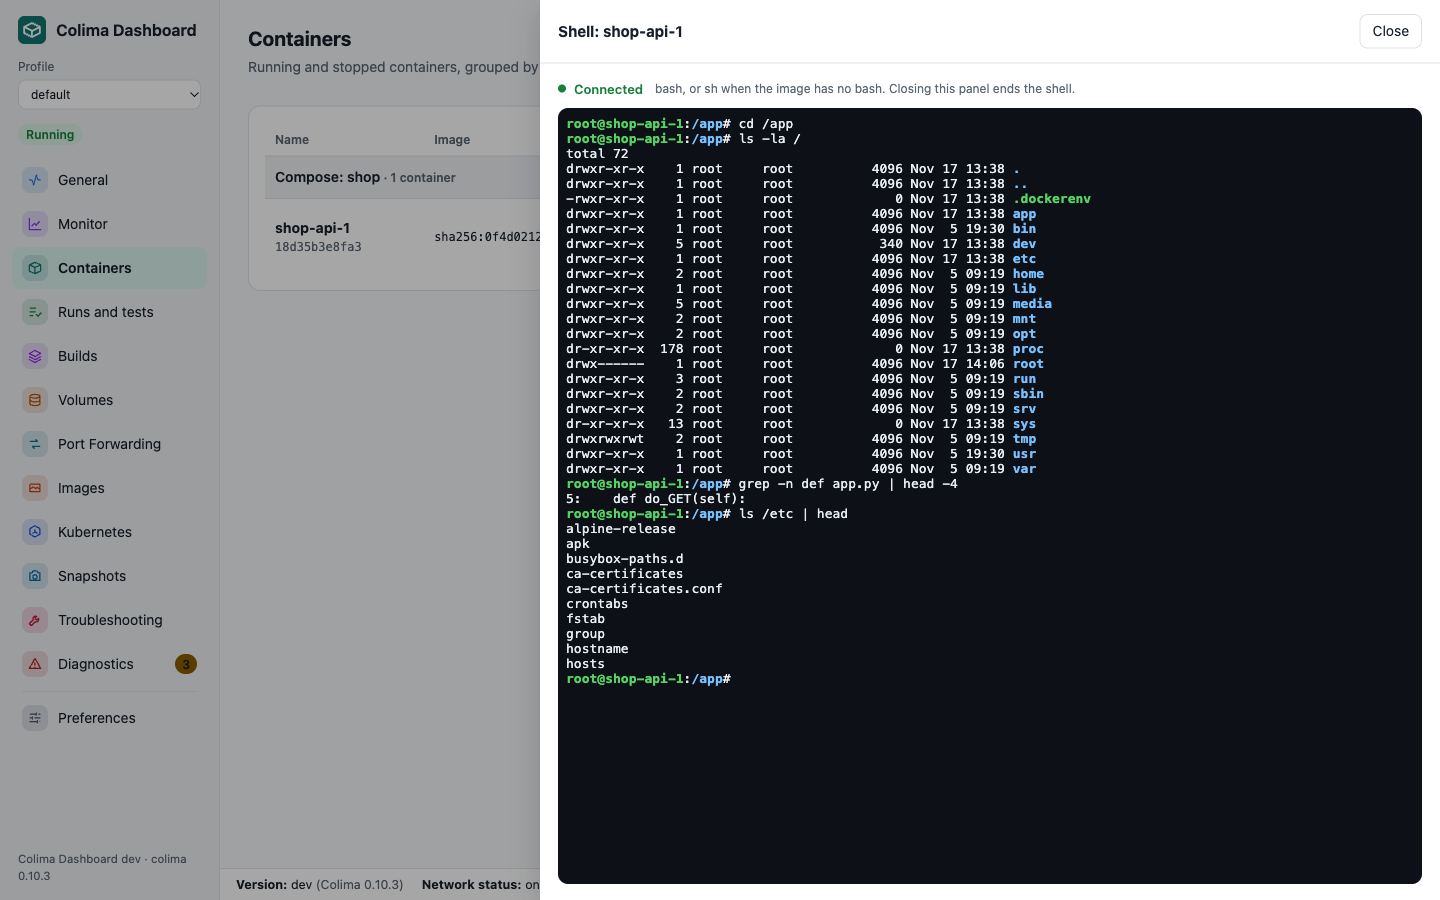 Colima Dashboard
Profile
default
Running
General
Monitor
Containers
Runs and tests
Builds
Volumes
Port Forwarding
Images
Kubernetes
Snapshots
Troubleshooting
Diagnostics 3
Preferences
Colima Dashboard dev · colima
0.10.3
Containers
Running and stopped containers, grouped by
Name Image
Compose: shop · 1 container
shop-api-1
18d35b3e8fa3
sha256:0f4d0212
Version: dev (Colima 0.10.3) Network status: on
Shell: shop-api-1
Close
Connected bash, or sh when the image has no bash. Closing this panel ends the shell.
root@shop-api-1:/app# cd /app
root@shop-api-1:/app# ls -la /
total 72
drwxr-xr-x    1 root     root          4096 Nov 17 13:38 .
drwxr-xr-x    1 root     root          4096 Nov 17 13:38 ..
-rwxr-xr-x    1 root     root             0 Nov 17 13:38 .dockerenv
drwxr-xr-x    1 root     root          4096 Nov 17 13:38 app
drwxr-xr-x    1 root     root          4096 Nov  5 19:30 bin
drwxr-xr-x    5 root     root           340 Nov 17 13:38 dev
drwxr-xr-x    1 root     root          4096 Nov 17 13:38 etc
drwxr-xr-x    2 root     root          4096 Nov  5 09:19 home
drwxr-xr-x    1 root     root          4096 Nov  5 09:19 lib
drwxr-xr-x    5 root     root          4096 Nov  5 09:19 media
drwxr-xr-x    2 root     root          4096 Nov  5 09:19 mnt
drwxr-xr-x    2 root     root          4096 Nov  5 09:19 opt
dr-xr-xr-x  178 root     root             0 Nov 17 13:38 proc
drwx------    1 root     root          4096 Nov 17 14:06 root
drwxr-xr-x    3 root     root          4096 Nov  5 09:19 run
drwxr-xr-x    2 root     root          4096 Nov  5 09:19 sbin
drwxr-xr-x    2 root     root          4096 Nov  5 09:19 srv
dr-xr-xr-x   13 root     root             0 Nov 17 13:38 sys
drwxrwxrwt    2 root     root          4096 Nov  5 09:19 tmp
drwxr-xr-x    1 root     root          4096 Nov  5 19:30 usr
drwxr-xr-x    1 root     root          4096 Nov  5 09:19 var
root@shop-api-1:/app# grep -n def app.py | head -4
5:    def do_GET(self):
root@shop-api-1:/app# ls /etc | head
alpine-release
apk
busybox-paths.d
ca-certificates
ca-certificates.conf
crontabs
fstab
group
hostname
hosts
root@shop-api-1:/app#